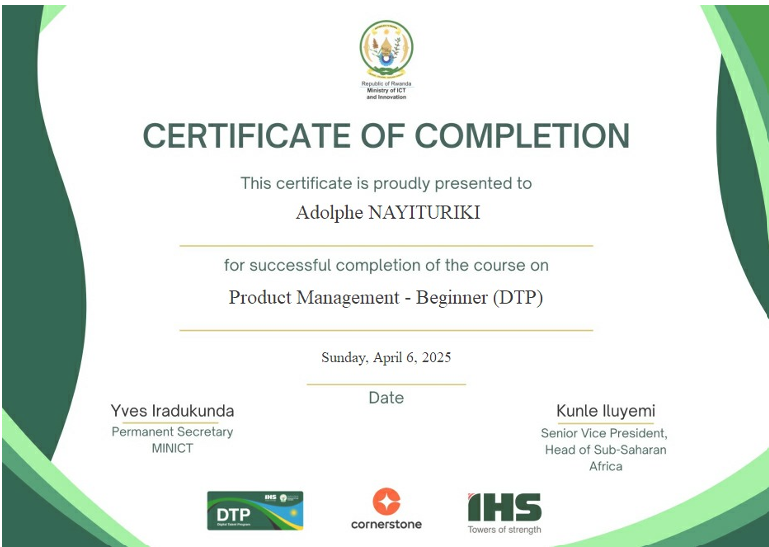 Republic of Rwanda
Ministry of ICT
and Innovation
CERTIFICATE OF COMPLETION
This certificate is proudly presented to
Adolphe NAYITURIKI
for successful completion of the course on
Product Management - Beginner (DTP)
Sunday, April 6, 2025
Date
Yves Iradukunda
Permanent Secretary
MINICT
Kunle Iluyemi
Senior Vice President,
Head of Sub-Saharan
Africa
IHS
DTP
Digital Talent Program
cornerstone
IHS
Towers of strength